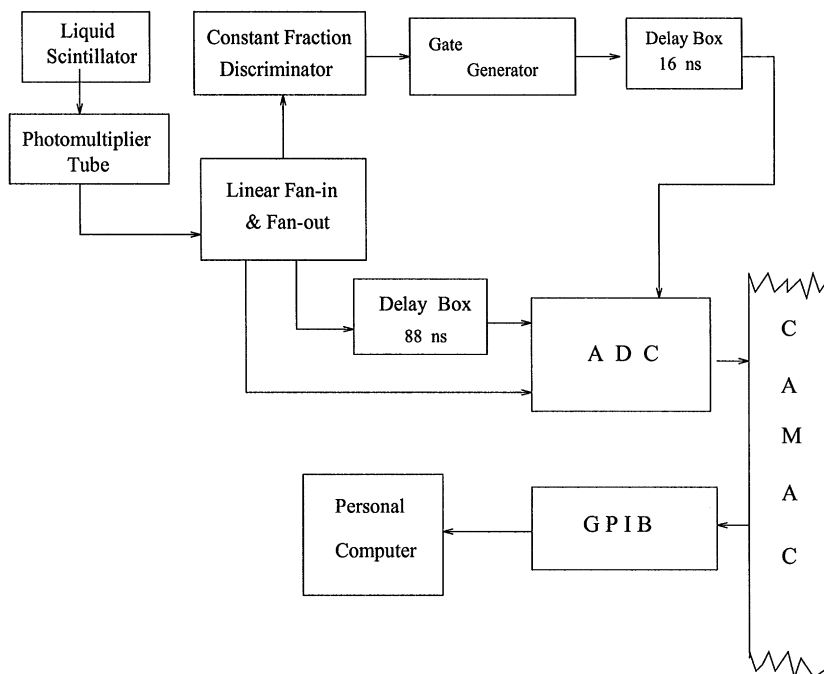 Liquid
Scintillator
Constant Fraction
Discriminator
Gate
Generator
Delay Box
16 ns
Photomultiplier
Tube
Linear Fan-in
& Fan-out
Delay Box
88 ns
A D C
C
A
M
A
C
Personal
Computer
G P I B